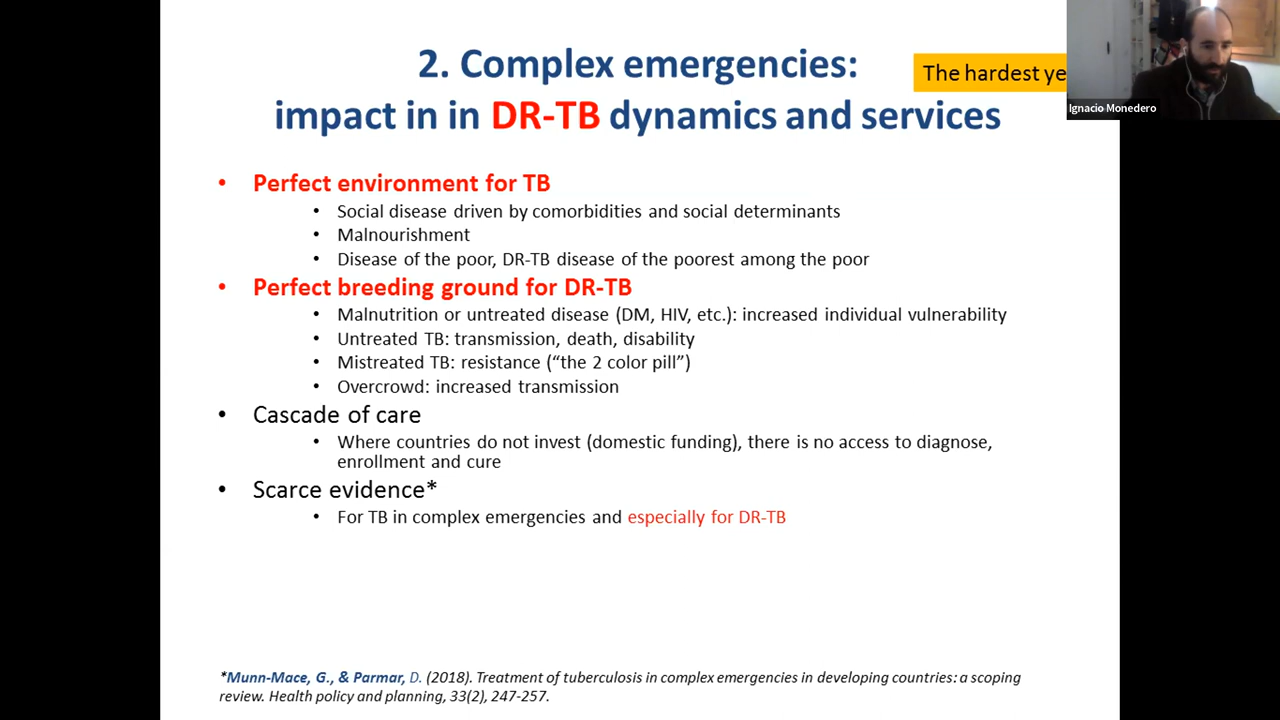 2. Complex emergencies:
impact in in DR-TB dynamics and services
The hardest ye
Ignacio Monedero
• Perfect environment for TB
• Social disease driven by comorbidities and social determinants
• Malnourishment
• Disease of the poor, DR-TB disease of the poorest among the poor
• Perfect breeding ground for DR-TB
• Malnutrition or untreated disease (DM, HIV, etc.): increased individual vulnerability
• Untreated TB: transmission, death, disability
• Mistreated TB: resistance (“the 2 color pill”)
• Overcrowd: increased transmission
• Cascade of care
• Where countries do not invest (domestic funding), there is no access to diagnose,
enrollment and cure
• Scarce evidence*
• For TB in complex emergencies and especially for DR-TB
*Munn-Mace, G., & Parmar, D. (2018). Treatment of tuberculosis in complex emergencies in developing countries: a scoping
review. Health policy and planning, 33(2), 247-257.